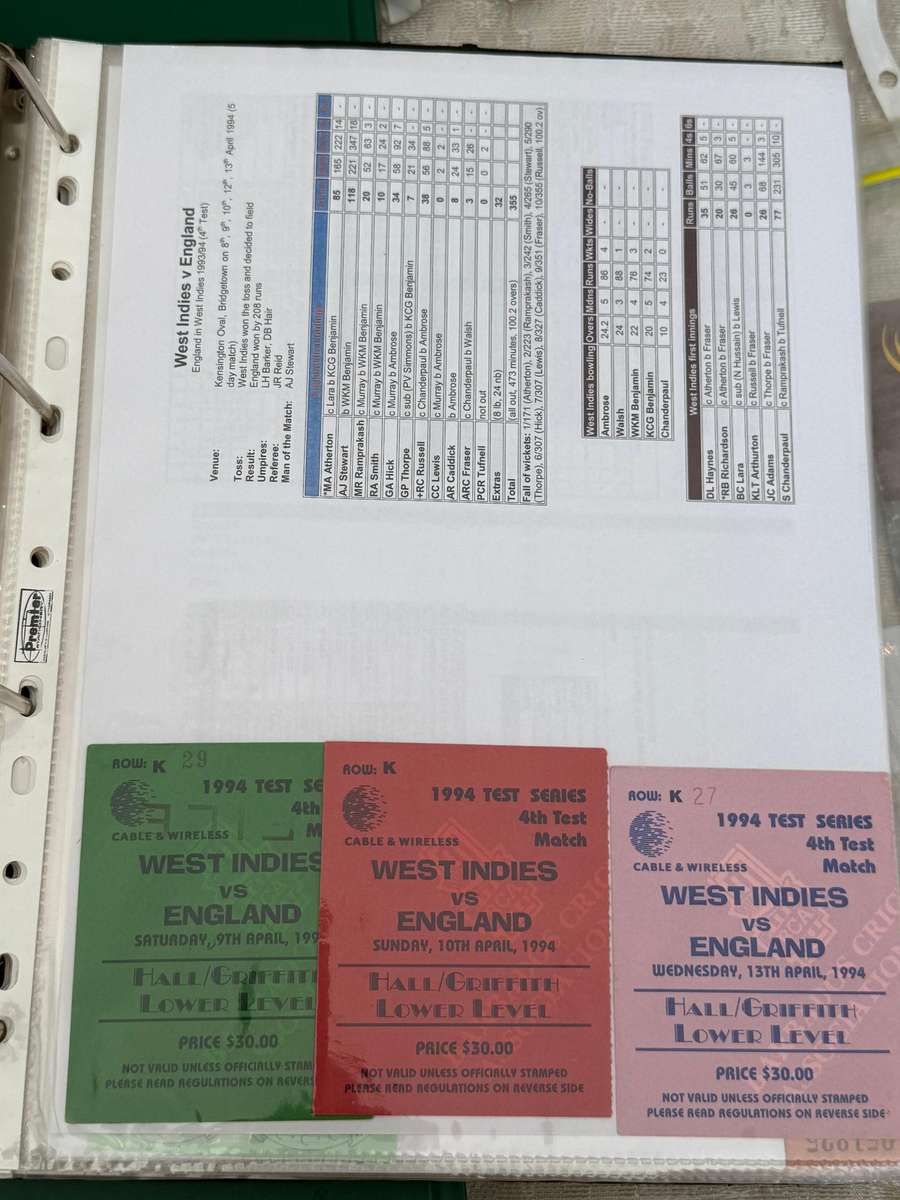 West Indies v England
England in West Indies 1993/94 (4th Test)
Venue: Kensington Oval, Bridgetown on 8th, 9th, 10th, 12th, 13th April 1994 (5
day match)
Toss: West Indies won the toss and decided to field
Result: England won by 208 runs
Umpires: LH Barker, DB Hair
Referee: JR Reid
Man of the Match: AJ Stewart
*MA Atherton c Lara b KCG Benjamin 85 165 222 14 -
AJ Stewart b WKM Benjamin 118 221 347 18 -
MR Ramprakash c Murray b WKM Benjamin 20 52 63 3 -
RA Smith c Murray b WKM Benjamin 10 17 24 2 -
GA Hick c Murray b Ambrose 34 58 92 7 -
GP Thorpe c sub (PV Simmons) b KCG Benjamin 7 21 34 - -
+RC Russell c Chanderpaul b Ambrose 38 56 88 5 -
CC Lewis c Murray b Ambrose 0 2 2 - -
AR Caddick b Ambrose 8 24 33 1 -
ARC Fraser c Chanderpaul b Walsh 3 15 26 - -
PCR Tufnell not out 0 0 2 - -
Extras (8 lb, 24 nb) 32
Total (all out, 473 minutes, 100.2 overs) 355
Fall of wickets: 1/171 (Atherton), 2/223 (Ramprakash), 3/242 (Smith), 4/265 (Stewart), 5/290
(Thorpe), 6/307 (Hick), 7/307 (Lewis), 8/327 (Caddick), 9/351 (Fraser), 10/355 (Russell, 100.2 ov)
West Indies bowling Overs Mdns Runs Wkts Wides No-Balls
Ambrose 24.2 5 86 4 - -
Walsh 24 3 88 1 - -
WKM Benjamin 22 4 76 3 - -
KCG Benjamin 20 5 74 2 - -
Chanderpaul 10 4 23 0 - -
West Indies first innings Runs Balls Mins 4s 6s
DL Haynes c Atherton b Fraser 35 51 62 5 -
*RB Richardson c Atherton b Fraser 20 30 67 3 -
BC Lara c sub (N Hussain) b Lewis 26 45 60 5 -
KLT Arthurton c Russell b Fraser 0 3 3 - -
JC Adams c Thorpe b Fraser 26 68 144 3 -
S Chanderpaul c Ramprakash b Tufnell 77 231 305 10 -
Premier
ROW: K 29
1994 TEST SE
4th
M
CABLE & WIRELESS
WEST INDIES
VS
ENGLAND
SATURDAY, 9TH APRIL, 199
HALL/GRIFFITH
LOWER LEVEL
PRICE $30.00
NOT VALID UNLESS OFFICIALLY STAM
PLEASE READ REGULATIONS ON REVERS
ROW: K
1994 TEST SERIES
4th Test
Match
CABLE & WIRELESS
WEST INDIES
VS
ENGLAND
SUNDAY, 10TH APRIL, 1994
HALL/GRIFFITH
LOWER LEVEL
PRICE $30.00
NOT VALID UNLESS OFFICIALLY STAMPED
PLEASE READ REGULATIONS ON REVERSE SIDE
ROW: K 27
1994 TEST SERIES
4th Test
Match
CABLE & WIRELESS
WEST INDIES
VS
ENGLAND
WEDNESDAY, 13TH APRIL, 1994
HALL/GRIFFITH
LOWER LEVEL
PRICE $30.00
NOT VALID UNLESS OFFICIALLY STAMPED
PLEASE READ REGULATIONS ON REVERSE SIDE